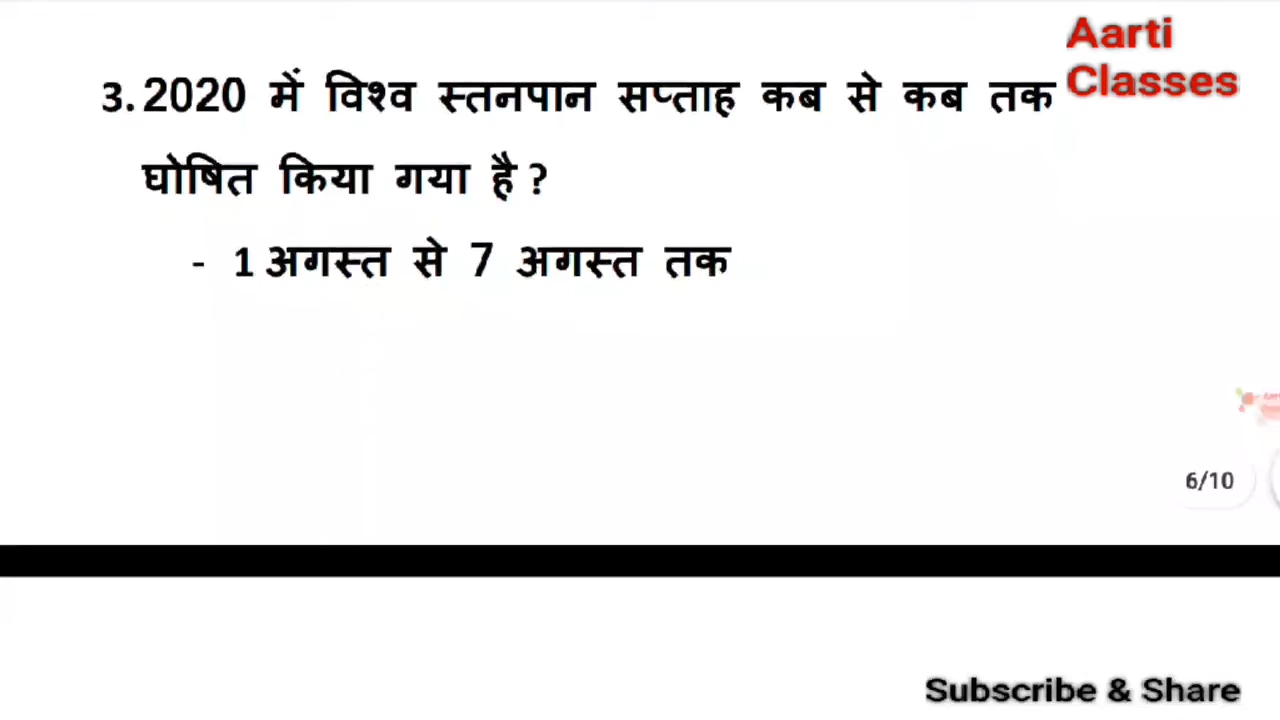 Aarti
Classes
3. 2020 में विश्व स्तनपान सप्ताह कब से कब तक
घोषित किया गया है ?
- 1 अगस्त से 7 अगस्त तक
6/10
Subscribe & Share